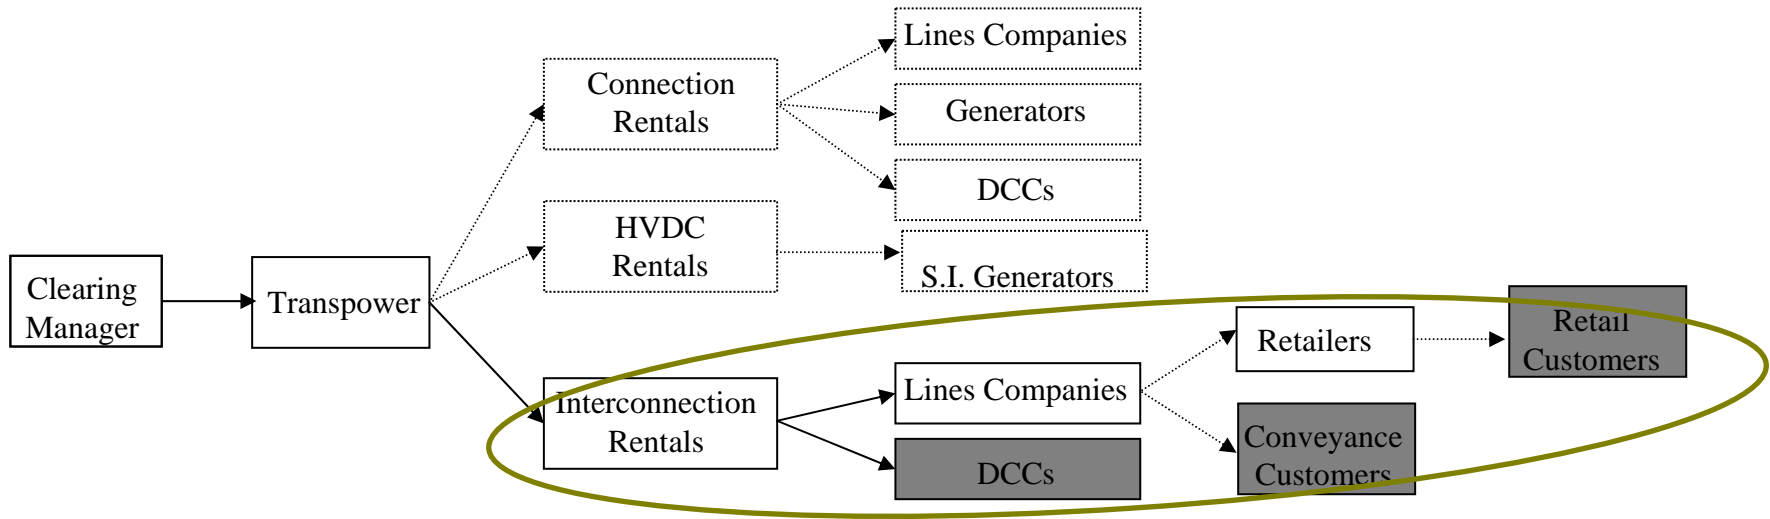 Clearing
Manager
Transpower
Connection
Rentals
HVDC
Rentals
Interconnection
Rentals
Lines Companies
Generators
DCCs
S.I. Generators
Lines Companies
DCCs
Retailers
Conveyance
Customers
Retail
Customers